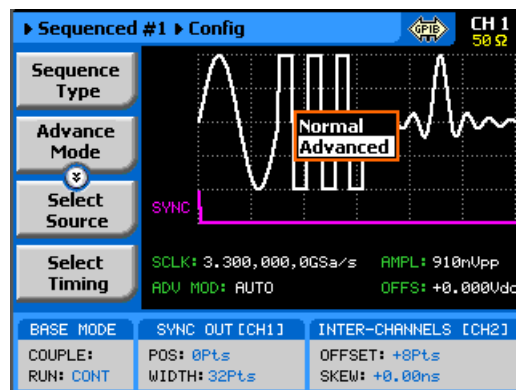 ▶ Sequenced #1 ▶ Config
GPIB
CH 1
50 Ω
Sequence
Type
Advance
Mode
Select
Source
Select
Timing
Normal
Advanced
SYNC
SCLK: 3.300,000,0GSa/s AMPL: 910mVpp
ADV MOD: AUTO OFFS: +0.000Vdc
BASE MODE
COUPLE:
RUN: CONT
SYNC OUT [CH1]
POS: 0Pts
WIDTH: 32Pts
INTER-CHANNELS [CH2]
OFFSET: +8Pts
SKEW: +0.00ns